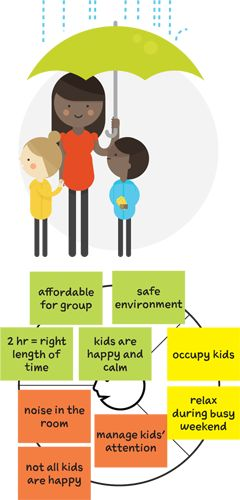 affordable
for group
safe
environment
2 hr = right
length of
time
kids are
happy and
calm
occupy kids
relax
during busy
weekend
noise in the
room
manage kids'
attention
not all kids
are happy